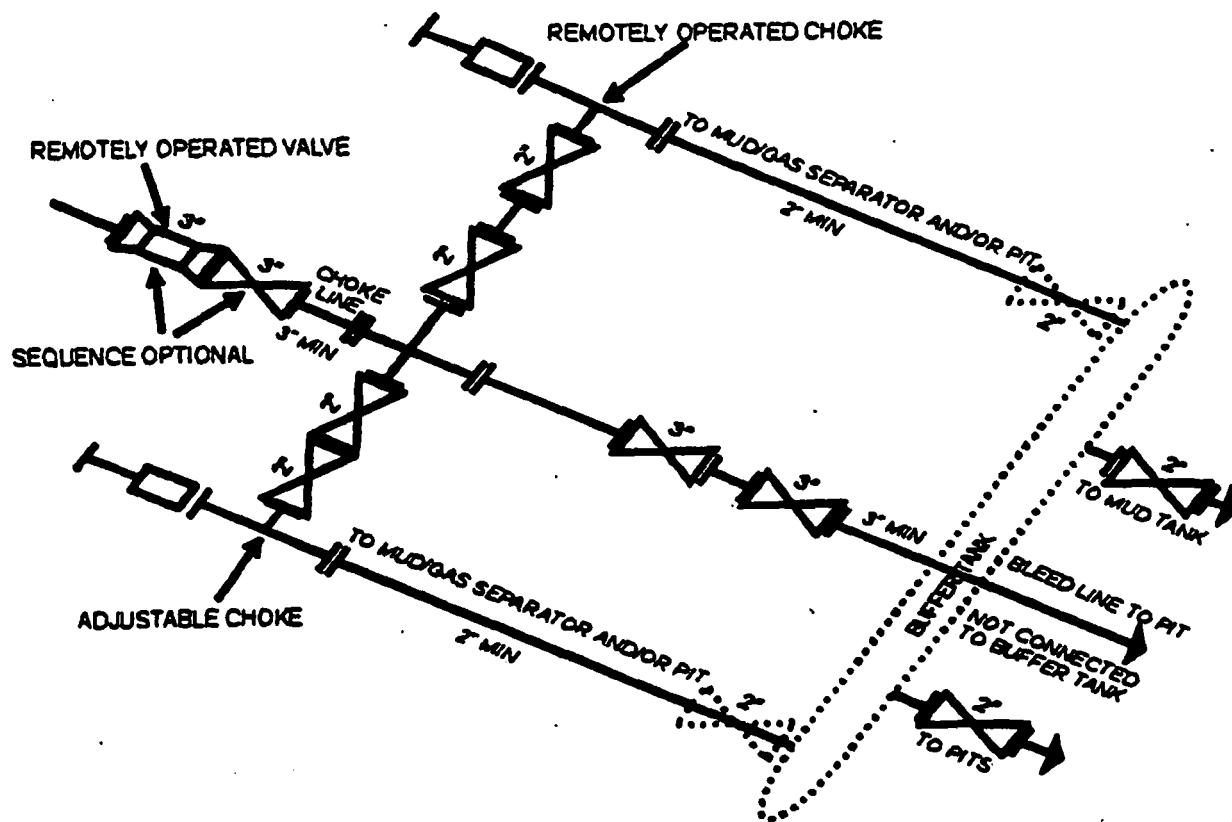 REMOTELY OPERATED CHOKE
TO MUD/GAS SEPARATOR AND/OR PIT
2" MIN
2"
REMOTELY OPERATED VALVE
3"
3"
2"
2"
CHOKE
LINE
3" MIN
SEQUENCE OPTIONAL
2"
2"
3"
3"
3" MIN
2"
TO MUD TANK
BUFFER TANK
BLEED LINE TO PIT
NOT CONNECTED
TO BUFFER TANK
ADJUSTABLE CHOKE
TO MUD/GAS SEPARATOR AND/OR PIT
2" MIN
2"
2"
TO PITS